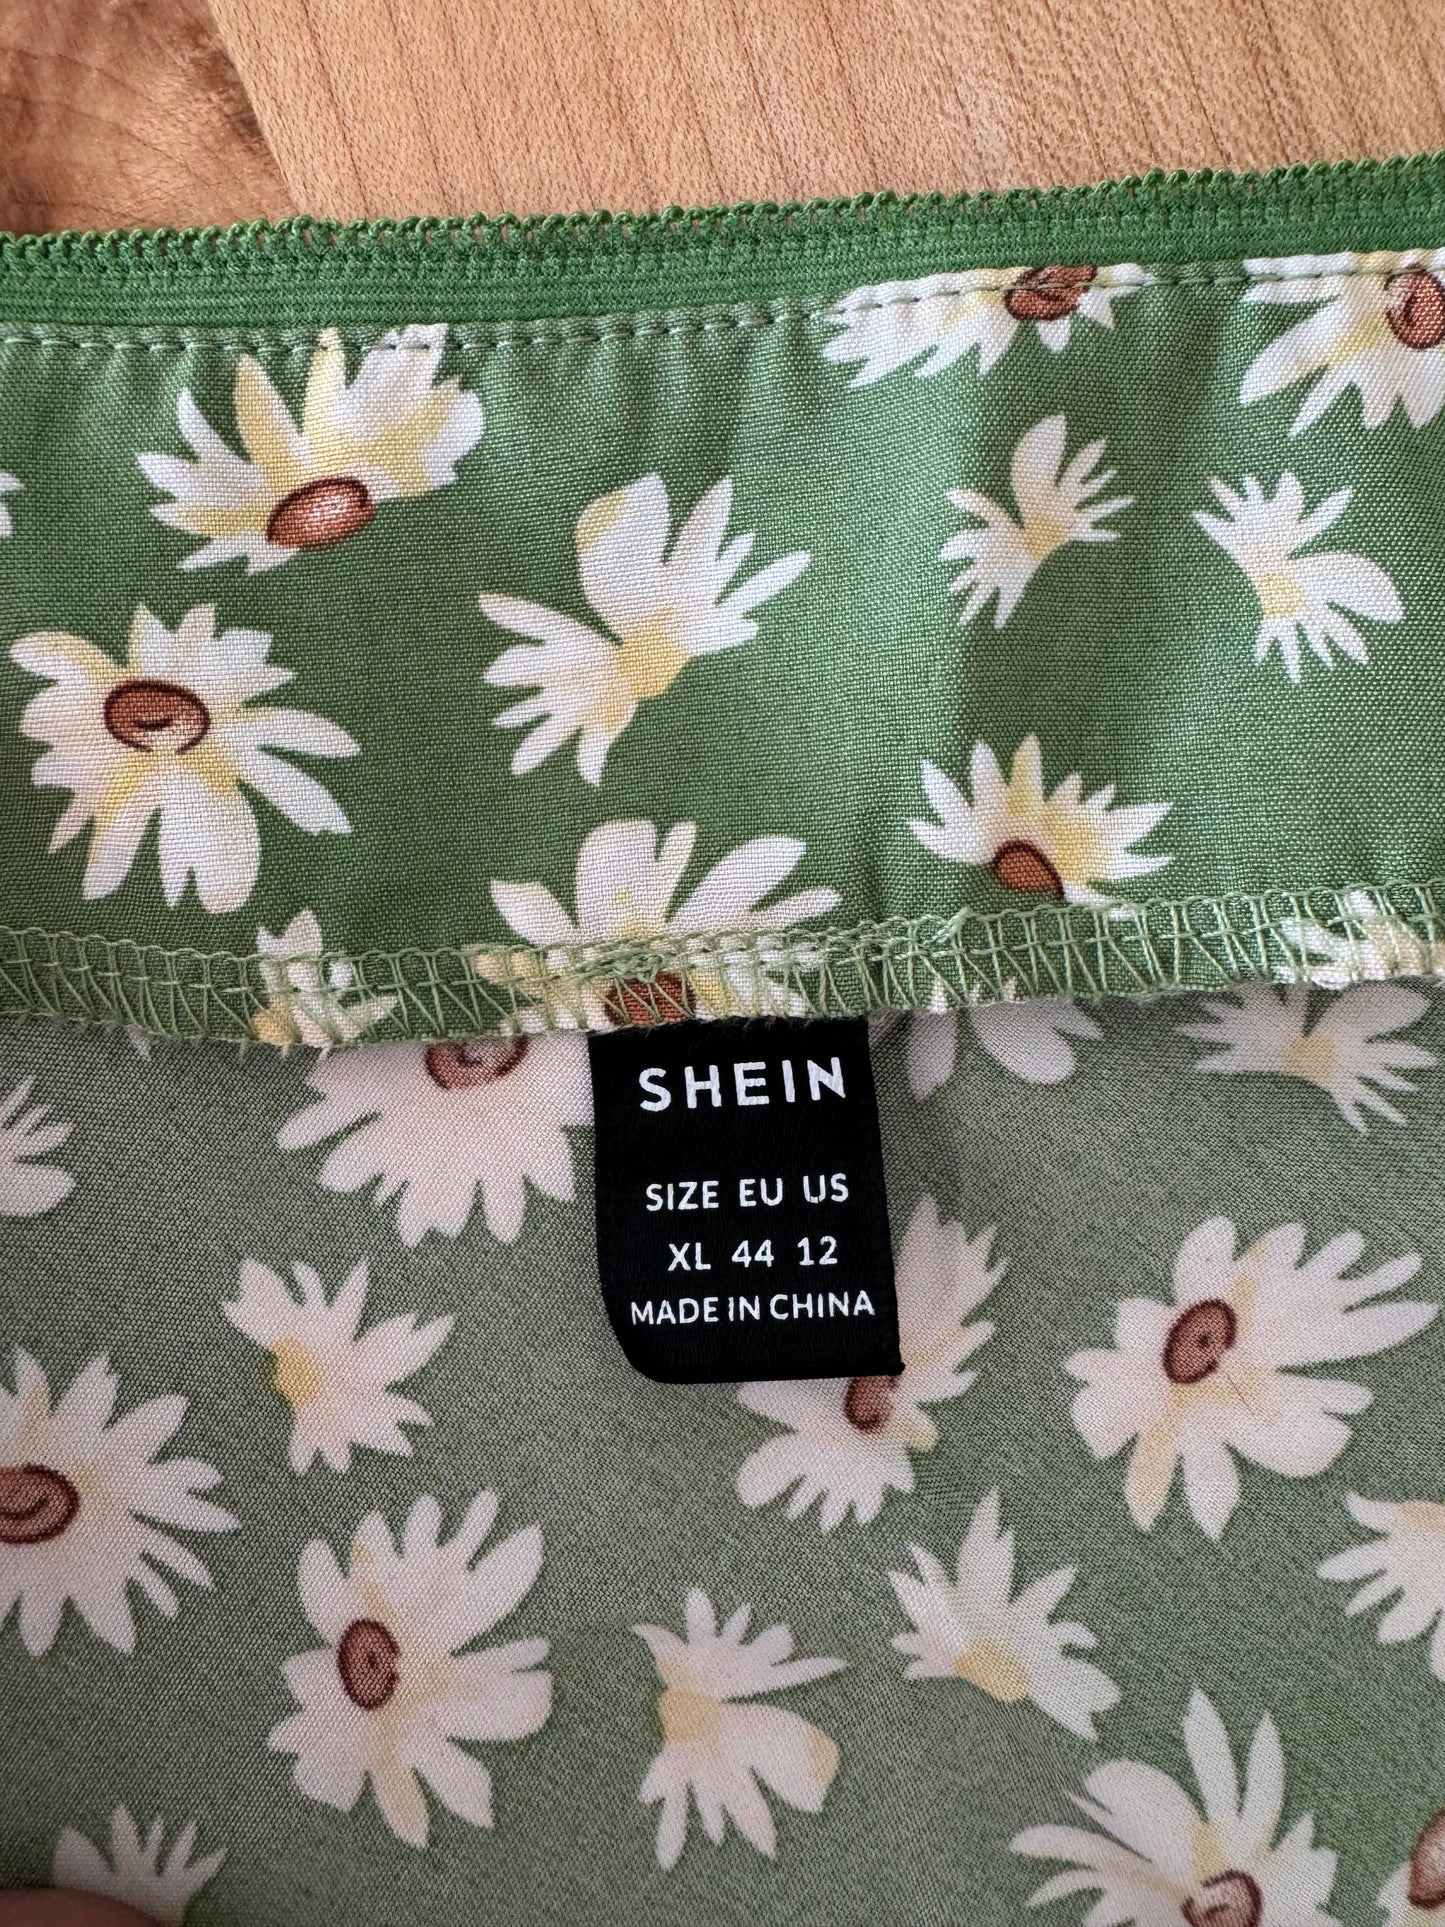 SHEIN
SIZE EU US
XL 44 12
MADE IN CHINA